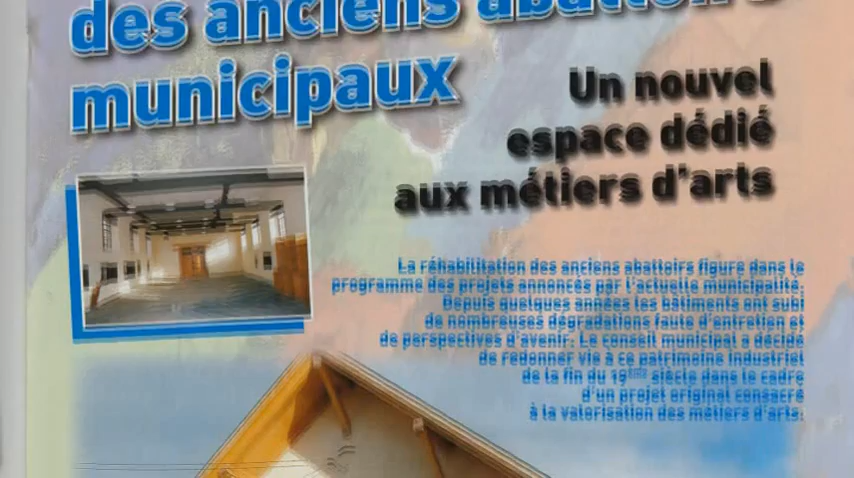 des anciens abattoirs
municipaux
Un nouvel
espace dédié
aux métiers d'arts
La réhabilitation des anciens abattoirs figure dans le
programme des projets annoncés par l'actuelle municipalité.
Depuis quelques années les bâtiments ont subi
de nombreuses dégradations faute d'entretien et
de perspectives d'avenir. Le conseil municipal a décidé
de redonner vie à ce patrimoine industriel
de la fin du 19ème siècle dans le cadre
d'un projet original consacré
à la valorisation des métiers d'arts.